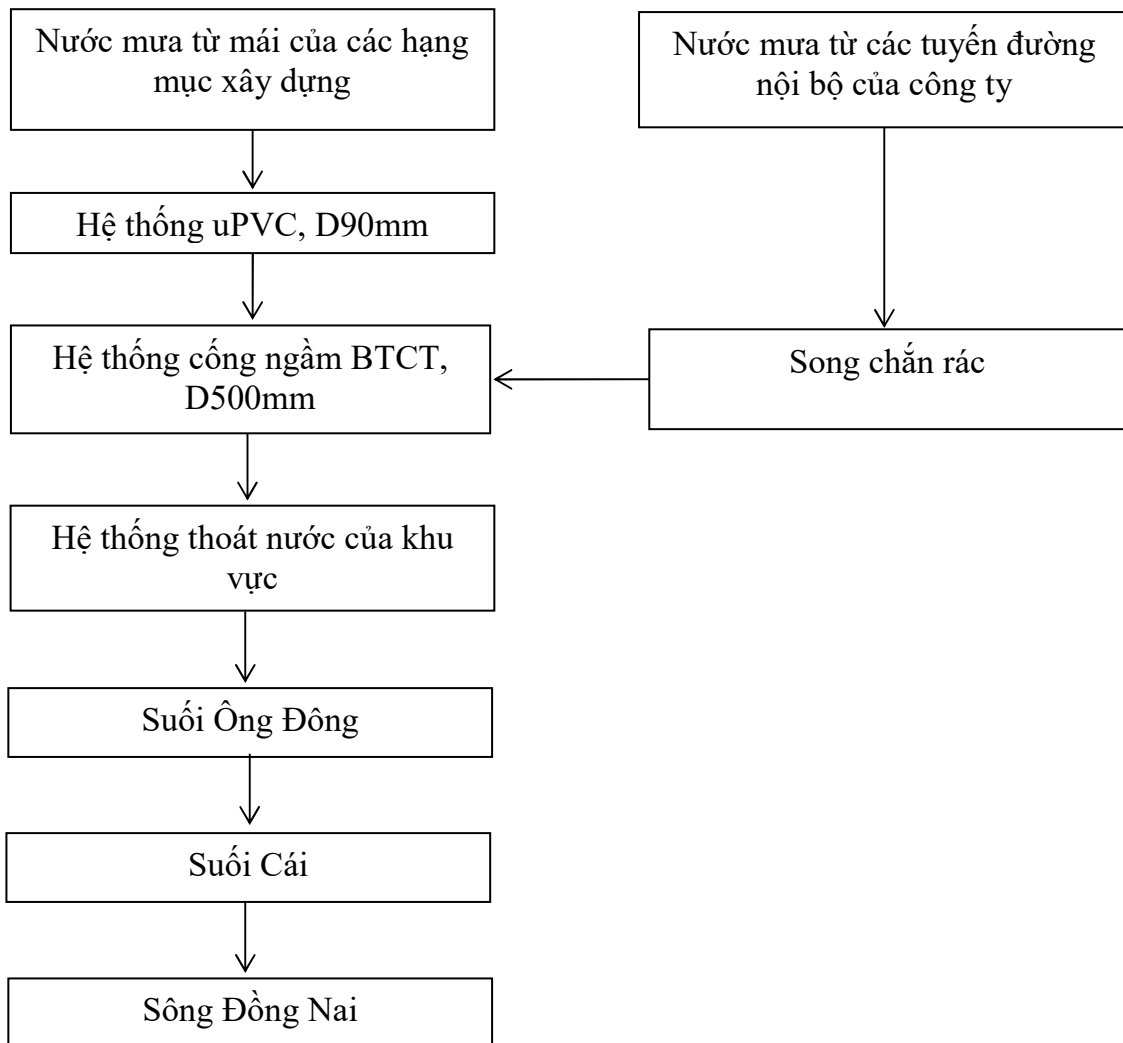 Nước mưa từ mái của các hạng
mục xây dựng
Nước mưa từ các tuyến đường
nội bộ của công ty
Hệ thống uPVC, D90mm
Hệ thống cống ngầm BTCT,
D500mm
Song chắn rác
Hệ thống thoát nước của khu
vực
Suối Ông Đông
Suối Cái
Sông Đồng Nai